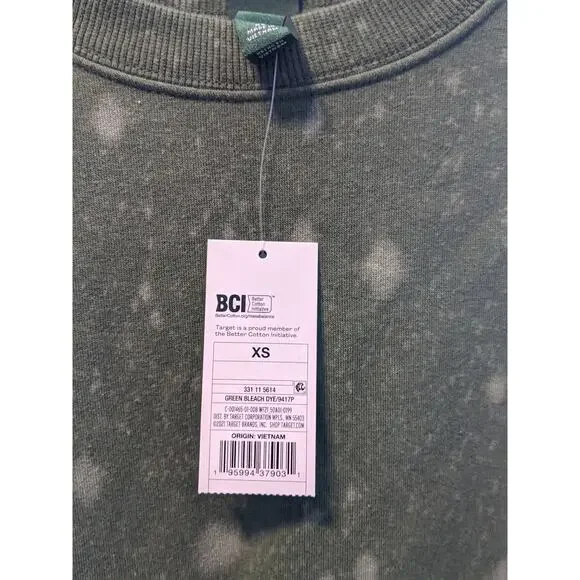 XS
MADE IN
VIETNAM
BCI Better Cotton Initiative™
BetterCotton.org/massbalance
Target is a proud member of
the Better Cotton Initiative.
XS
331 11 5614
GREEN BLEACH DYE/9417P
DIST. BY TARGET CORPORATION MPLS, MN 55403
©2021 TARGET BRANDS, INC. SHOP TARGET.COM
ORIGIN: VIETNAM
1 95994 37903 1